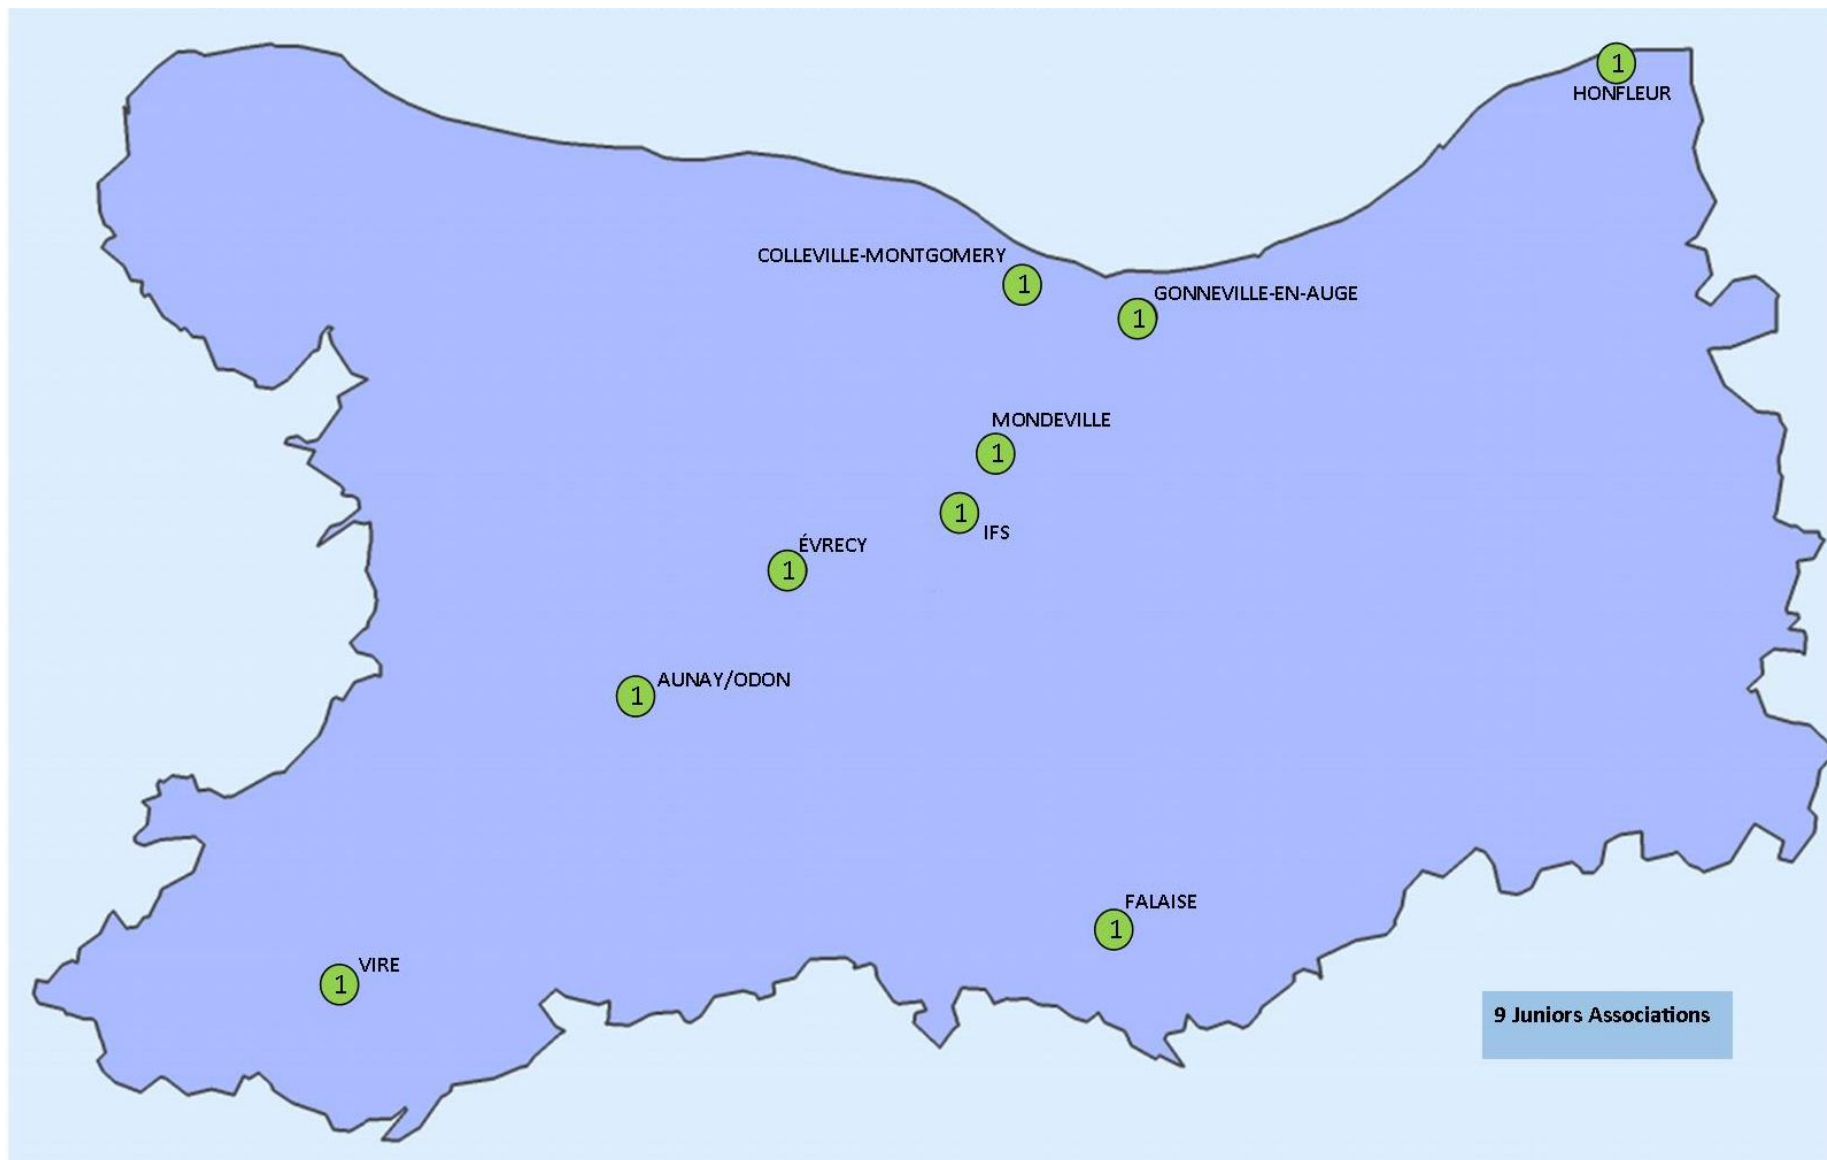 1
HONFLEUR
COLLEVILLE-MONTGOMERY
1
GONNEVILLE-EN-AUGE
1
MONDEVILLE
1
1
IFS
ÉVRECY
1
AUNAY/ODON
1
FALAISE
1
VIRE
1
9 Juniors Associations